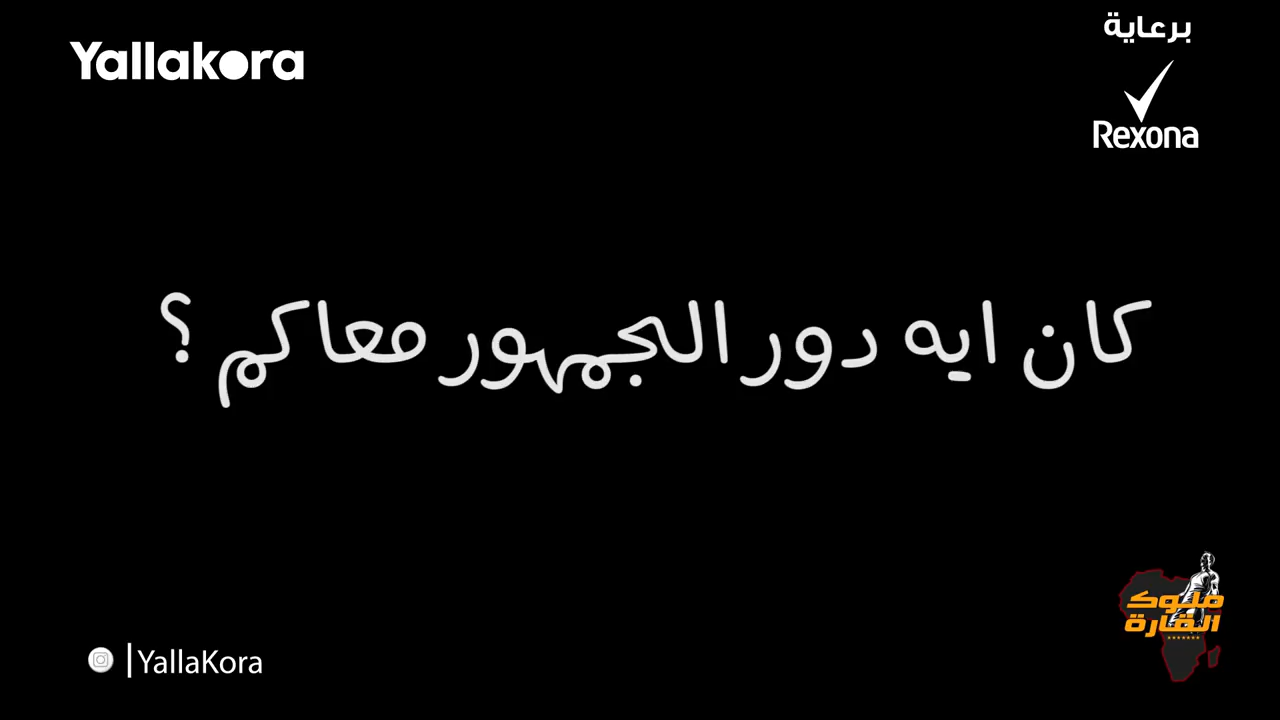 برعاية
Yallakora
Rexona
كان ايه دور الجمهور معاكم ؟
ملوك
القارة
YallaKora